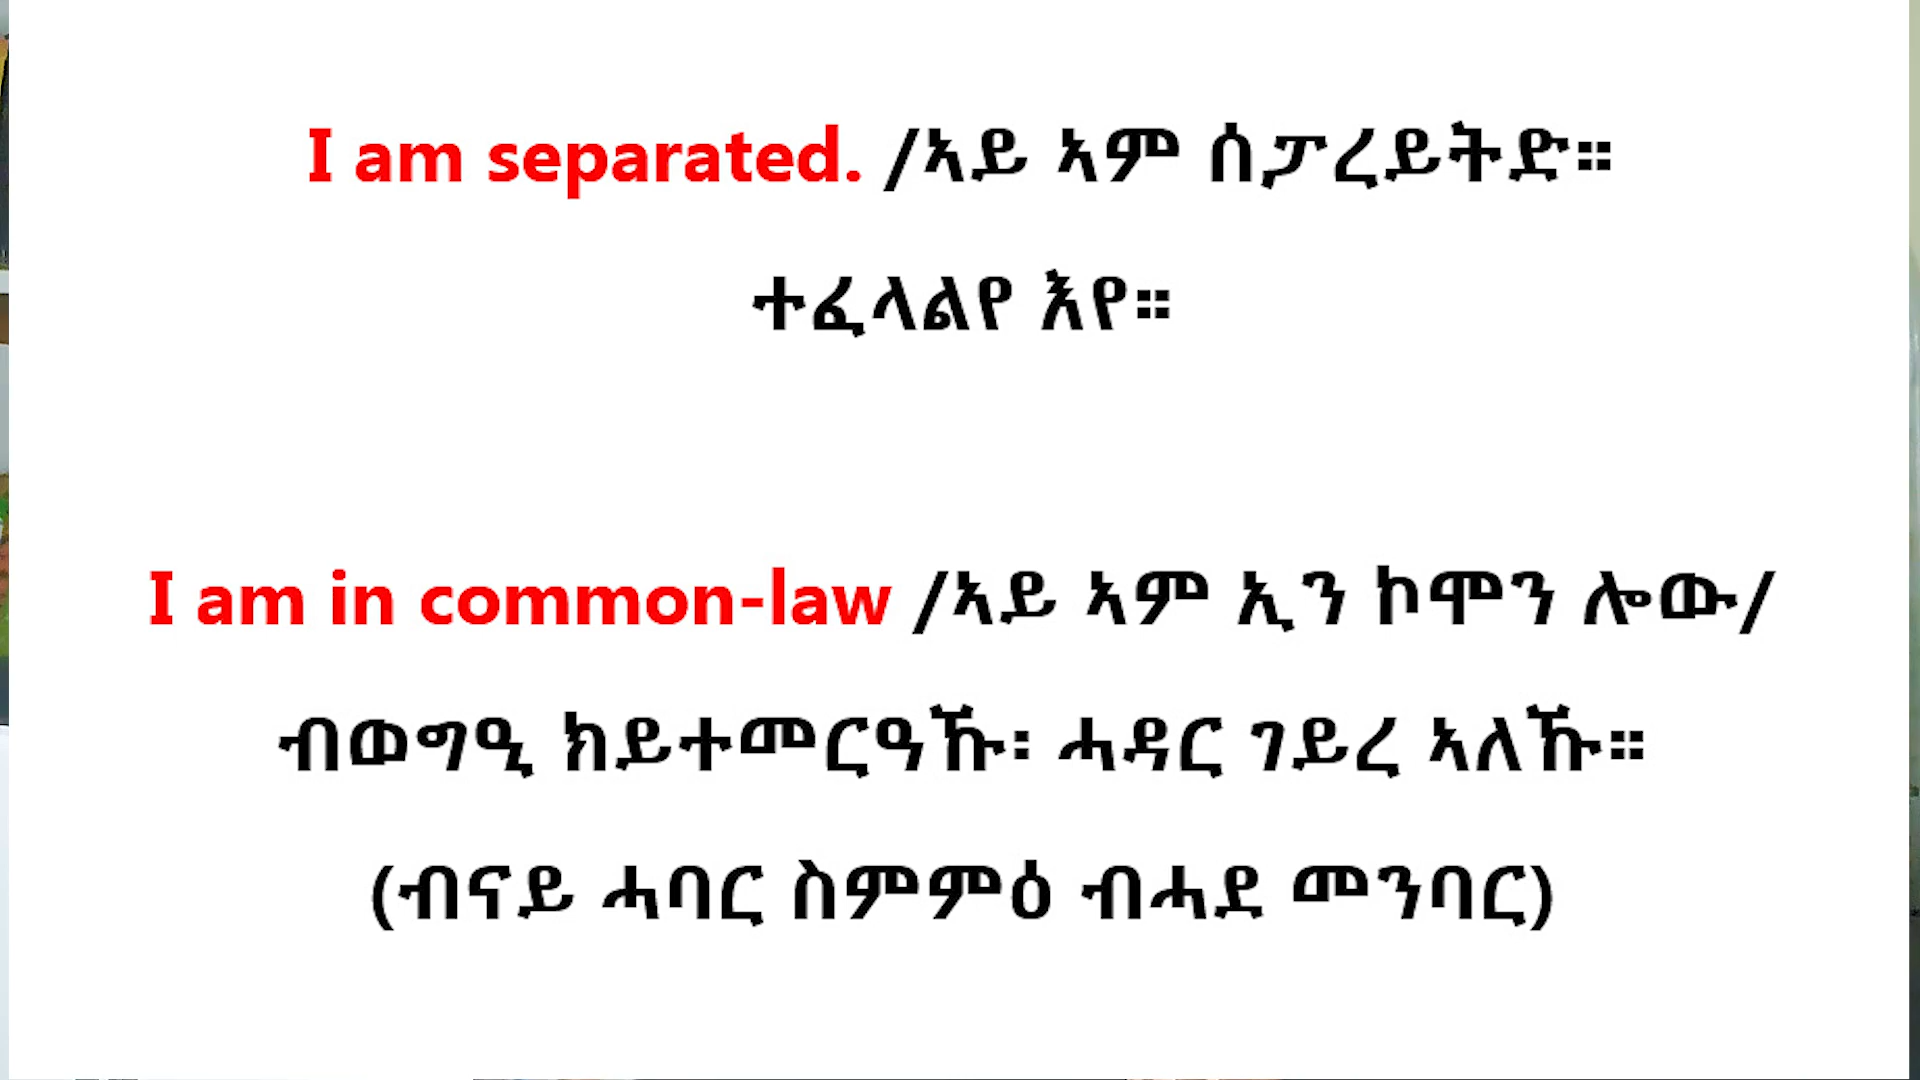 I am separated. /ኣይ ኣም ሰፓረይትድ።
ተፈላልየ እየ።
I am in common-law /ኣይ ኣም ኢን ኮሞን ሎው/
ብወግዒ ክይተመርዓኹ፡ ሓዳር ገይረ ኣለኹ።
(ብናይ ሓባር ስምምዕ ብሓደ መንባር)